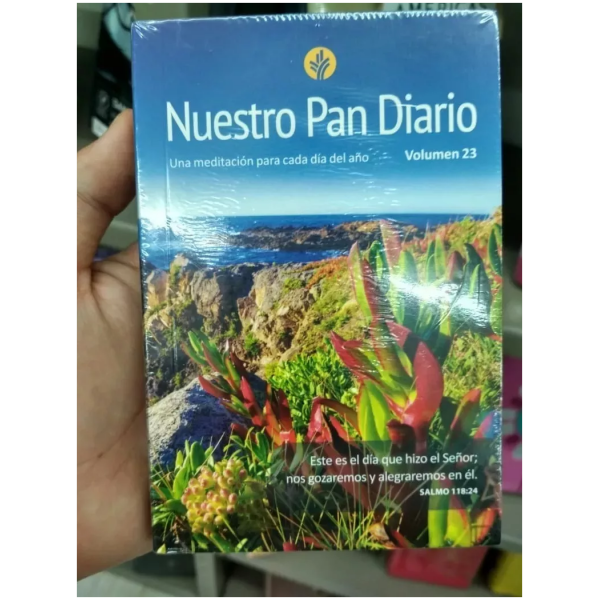 Nuestro Pan Diario
Una meditación para cada día del año
Volumen 23
Este es el día que hizo el Señor;
nos gozaremos y alegraremos en él.
SALMO 118:24